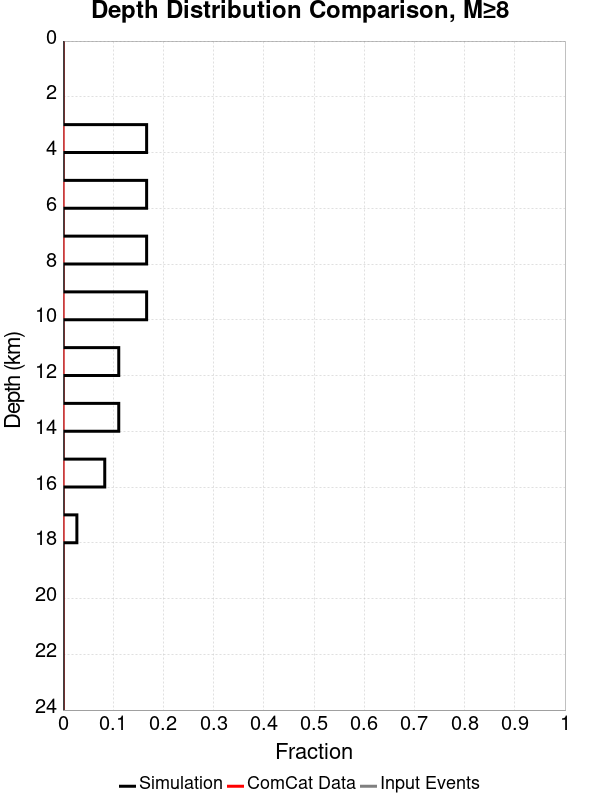 Depth Distribution Comparison, M≥8
0
2
4
6
8
10
12
14
16
18
20
22
24
Depth (km)
0 0.1 0.2 0.3 0.4 0.5 0.6 0.7 0.8 0.9 1
Fraction
Simulation ComCat Data Input Events